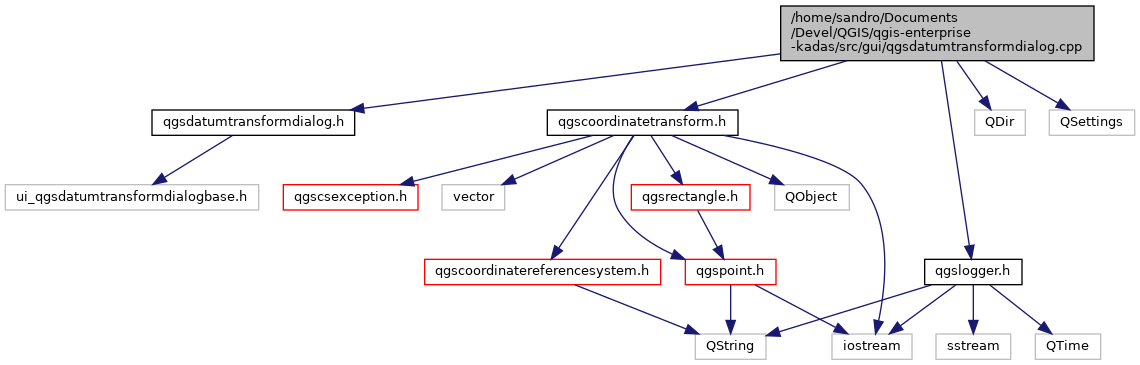 /home/sandro/Documents
/Devel/QGIS/qgis-enterprise
-kadas/src/gui/qgsdatumtransformdialog.cpp
qgsdatumtransformdialog.h
qgscoordinatetransform.h
QDir
QSettings
ui_qgsdatumtransformdialogbase.h
qgscsexception.h
vector
qgsrectangle.h
QObject
qgscoordinatereferencesystem.h
qgspoint.h
qgslogger.h
QString
iostream
sstream
QTime